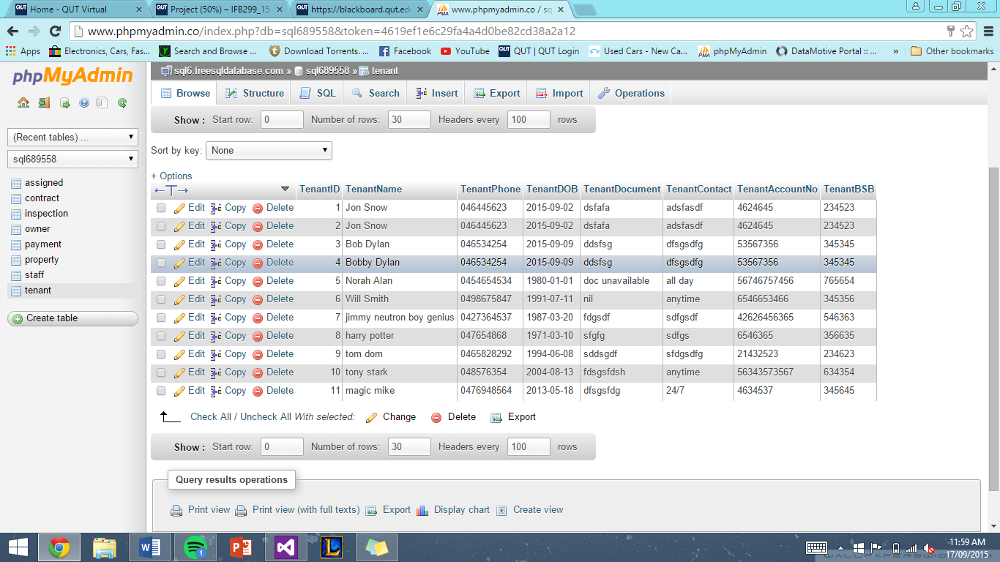 Home - QUT Virtual Project (50%) – IFB299_15 https://blackboard.qut.ed www.phpmyadmin.co / sq
www.phpmyadmin.co/index.php?db=sql689558&token=4619ef1e6c29fa4a4d0be82cd38a2a12
Apps Electronics, Cars, Fas... Search and Browse ... Download Torrents. ... Facebook YouTube QUT | QUT Login Used Cars - New Ca... phpMyAdmin DataMotive Portal :: ... » Other bookmarks
phpMyAdmin
(Recent tables) ...
sql689558
assigned
contract
inspection
owner
payment
property
staff
tenant
Create table
sql6.freesqldatabase.com » sql689558 » tenant
Browse Structure SQL Search Insert Export Import Operations
Show : Start row: 0 Number of rows: 30 Headers every 100 rows
Sort by key: None
+ Options
←T→ TenantID TenantName TenantPhone TenantDOB TenantDocument TenantContact TenantAccountNo TenantBSB
Edit Copy Delete 1 Jon Snow 046445623 2015-09-02 dsfafa adsfasdf 4624645 234523
Edit Copy Delete 2 Jon Snow 046445623 2015-09-02 dsfafa adsfasdf 4624645 234523
Edit Copy Delete 3 Bob Dylan 046534254 2015-09-09 ddsfsg dfsgsdfg 53567356 345345
Edit Copy Delete 4 Bobby Dylan 046534254 2015-09-09 ddsfsg dfsgsdfg 53567356 345345
Edit Copy Delete 5 Norah Alan 0454654534 1980-01-01 doc unavailable all day 56746757456 765654
Edit Copy Delete 6 Will Smith 0498675847 1991-07-11 nil anytime 6546653466 345356
Edit Copy Delete 7 jimmy neutron boy genius 0427364537 1987-03-20 fdgsdf sdfgsdf 42626456365 546363
Edit Copy Delete 8 harry potter 047654868 1971-03-10 sfgfg sdfgs 6546365 356635
Edit Copy Delete 9 tom dom 0465828292 1994-06-08 sddsgdf sfdgsdfg 21432523 234623
Edit Copy Delete 10 tony stark 048576354 2004-08-13 fdsgsfdsh anytime 56343573567 634354
Edit Copy Delete 11 magic mike 0476948564 2013-05-18 dfsgsfdg 24/7 4634537 345645
Check All / Uncheck All With selected: Change Delete Export
Show : Start row: 0 Number of rows: 30 Headers every 100 rows
Query results operations
Print view Print view (with full texts) Export Display chart Create view
11:59 AM
17/09/2015